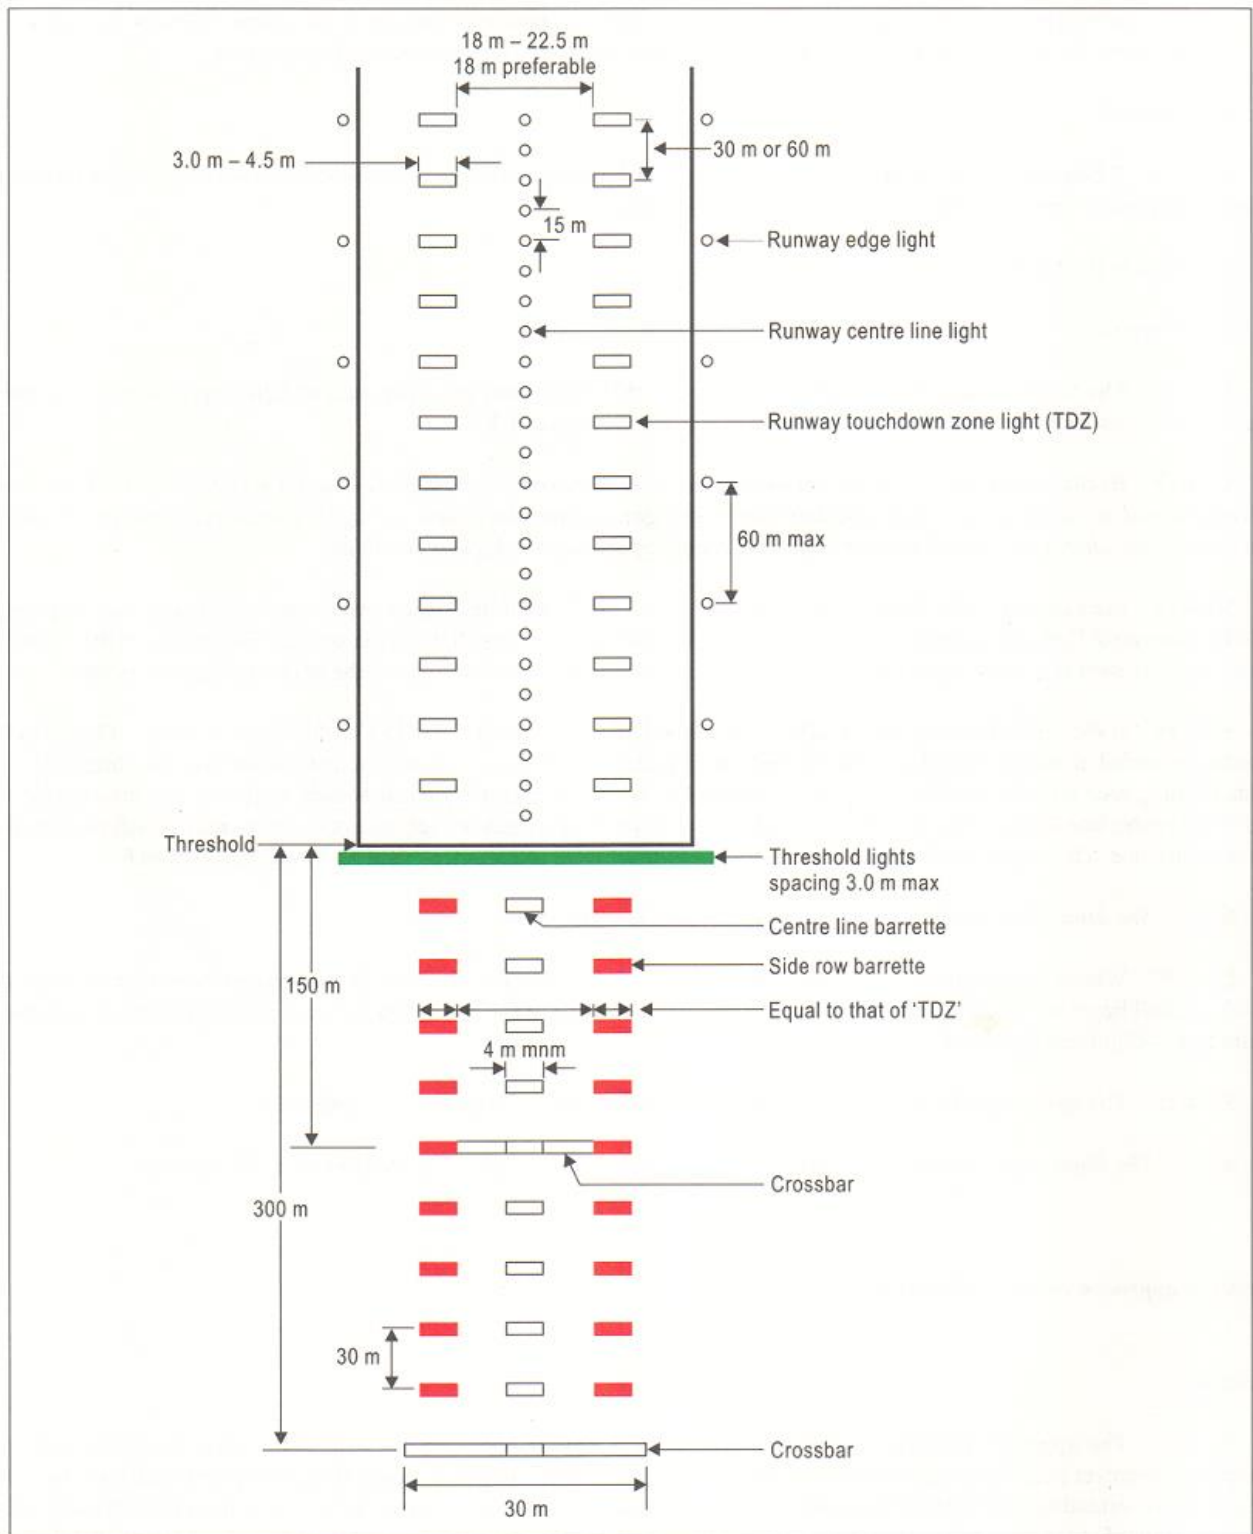 18 m – 22.5 m
18 m preferable
3.0 m – 4.5 m
30 m or 60 m
15 m
Runway edge light
Runway centre line light
Runway touchdown zone light (TDZ)
60 m max
Threshold
Threshold lights
spacing 3.0 m max
Centre line barrette
Side row barrette
150 m
Equal to that of ‘TDZ’
4 m mnm
Crossbar
300 m
30 m
Crossbar
30 m